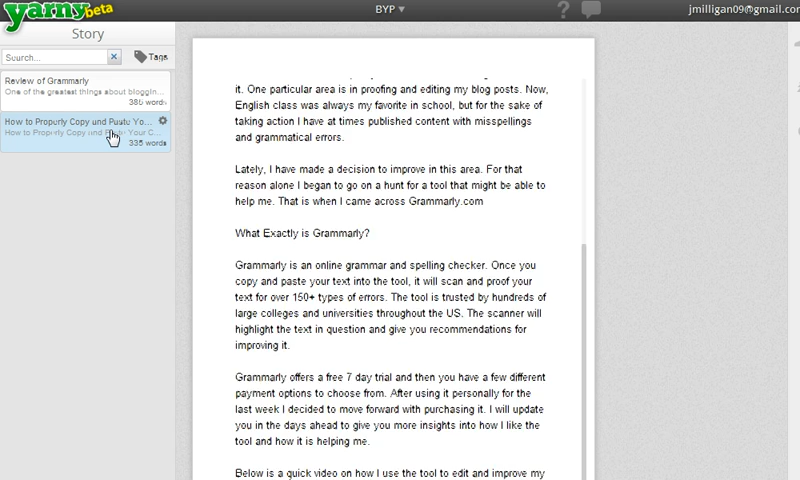 yarny beta
BYP ▾
?
jmilligan09@gmail.com
Story
Search...
Tags
Review of Grammarly
One of the greatest things about bloggin...
385 words
How to Properly Copy and Paste Yo...
How to Properly Copy and Paste Your C...
335 words
it. One particular area is in proofing and editing my blog posts. Now,
English class was always my favorite in school, but for the sake of
taking action I have at times published content with misspellings
and grammatical errors.
Lately, I have made a decision to improve in this area. For that
reason alone I began to go on a hunt for a tool that might be able to
help me. That is when I came across Grammarly.com
What Exactly is Grammarly?
Grammarly is an online grammar and spelling checker. Once you
copy and paste your text into the tool, it will scan and proof your
text for over 150+ types of errors. The tool is trusted by hundreds of
large colleges and universities throughout the US. The scanner will
highlight the text in question and give you recommendations for
improving it.
Grammarly offers a free 7 day trial and then you have a few different
payment options to choose from. After using it personally for the
last week I decided to move forward with purchasing it. I will update
you in the days ahead to give you more insights into how I like the
tool and how it is helping me.
Below is a quick video on how I use the tool to edit and improve my